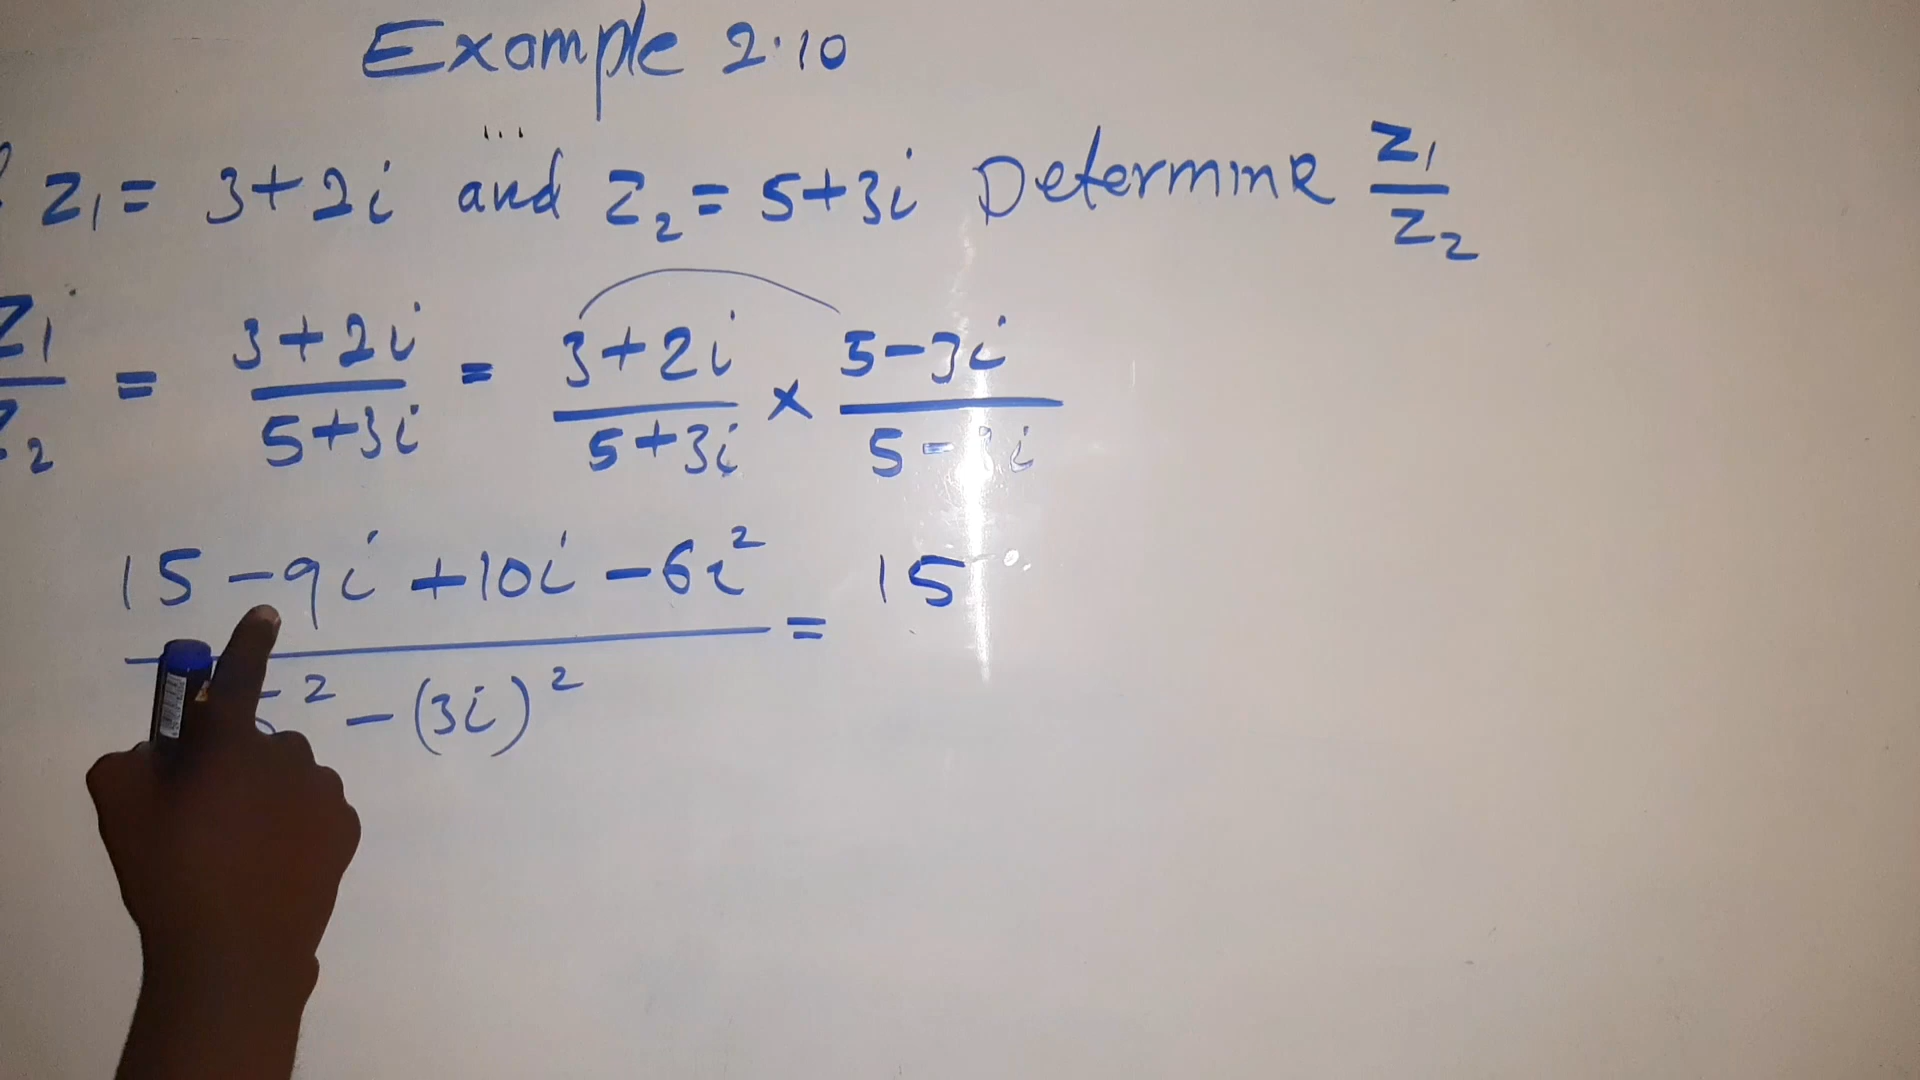 Example 2.10
Z₁ = 3+2i and Z₂ = 5+3i Determine Z₁/Z₂
Z₁/Z₂ = (3+2i)/(5+3i) = (3+2i)/(5+3i) × (5-3i)/(5-3i)
(15-9i+10i-6i²)/(5²-(3i)²) = 15